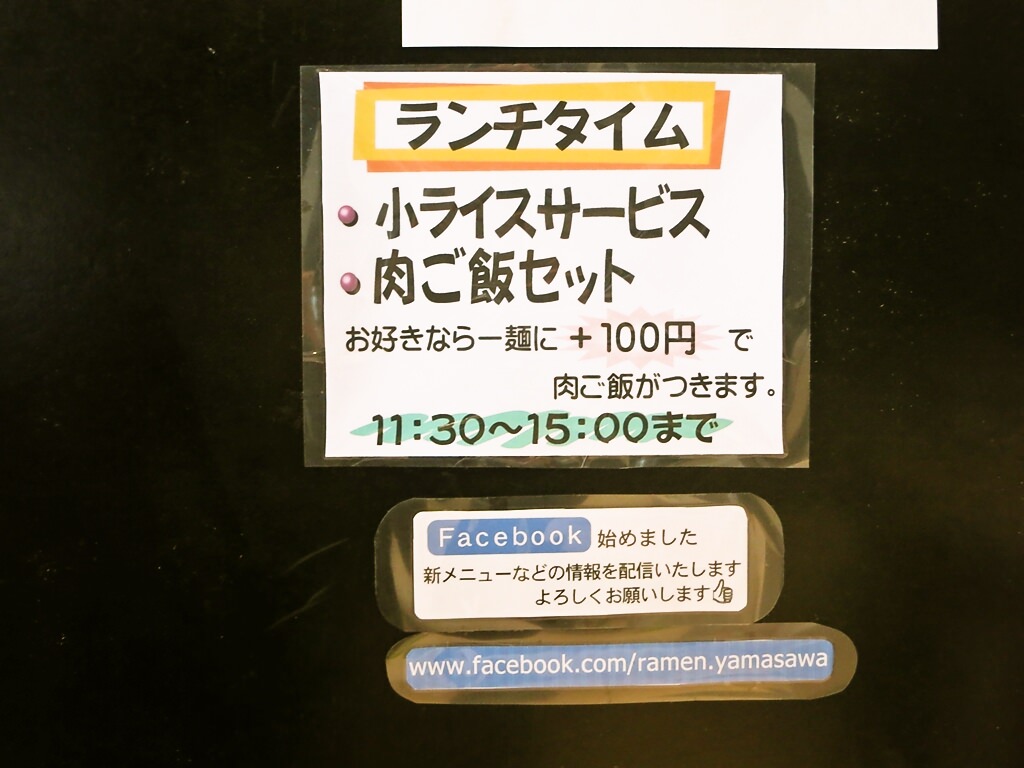 ランチタイム
小ライスサービス
肉ご飯セット
お好きならー麺に +100円 で
肉ご飯がつきます。
11:30〜15:00まで
Facebook 始めました
新メニューなどの情報を配信いたします
よろしくお願いします
www.facebook.com/ramen.yamasawa